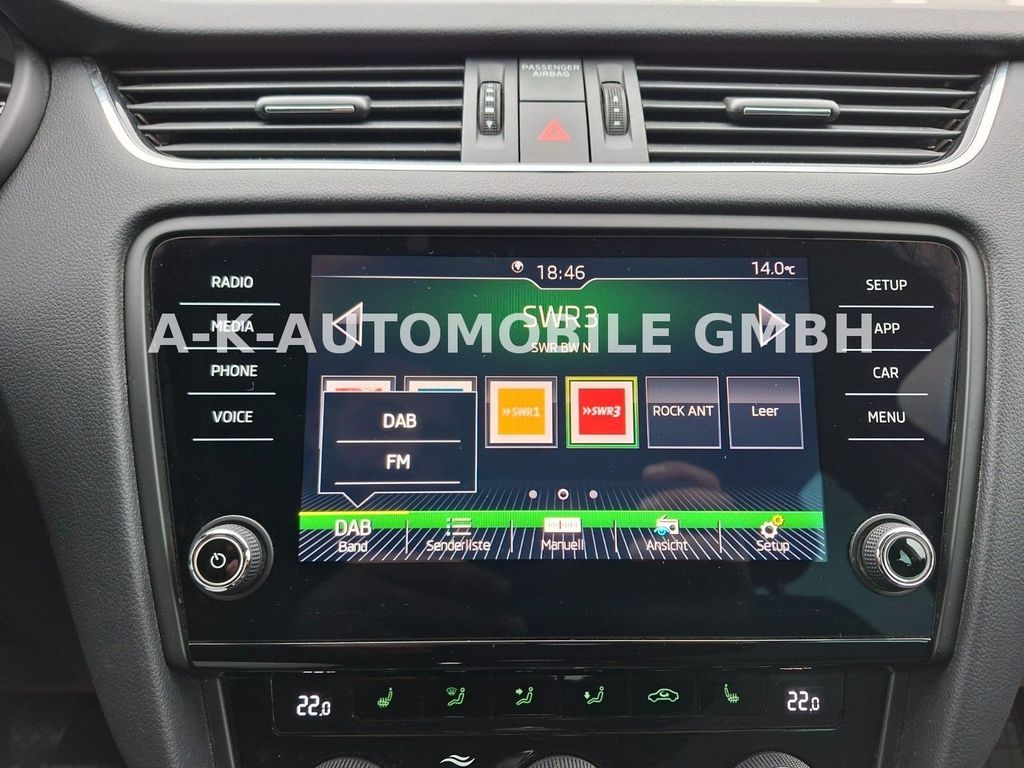 PASSENGER
AIRBAG
18:46
14.0°C
RADIO
MEDIA
PHONE
VOICE
SETUP
APP
CAR
MENU
SWR3
SWR BW N
A-K-AUTOMOBILE GMBH
DAB
FM
»SWR1
»SWR3
ROCK ANT
Leer
DAB
Band
Senderliste
Manuell
Ansicht
Setup
22.0
22.0